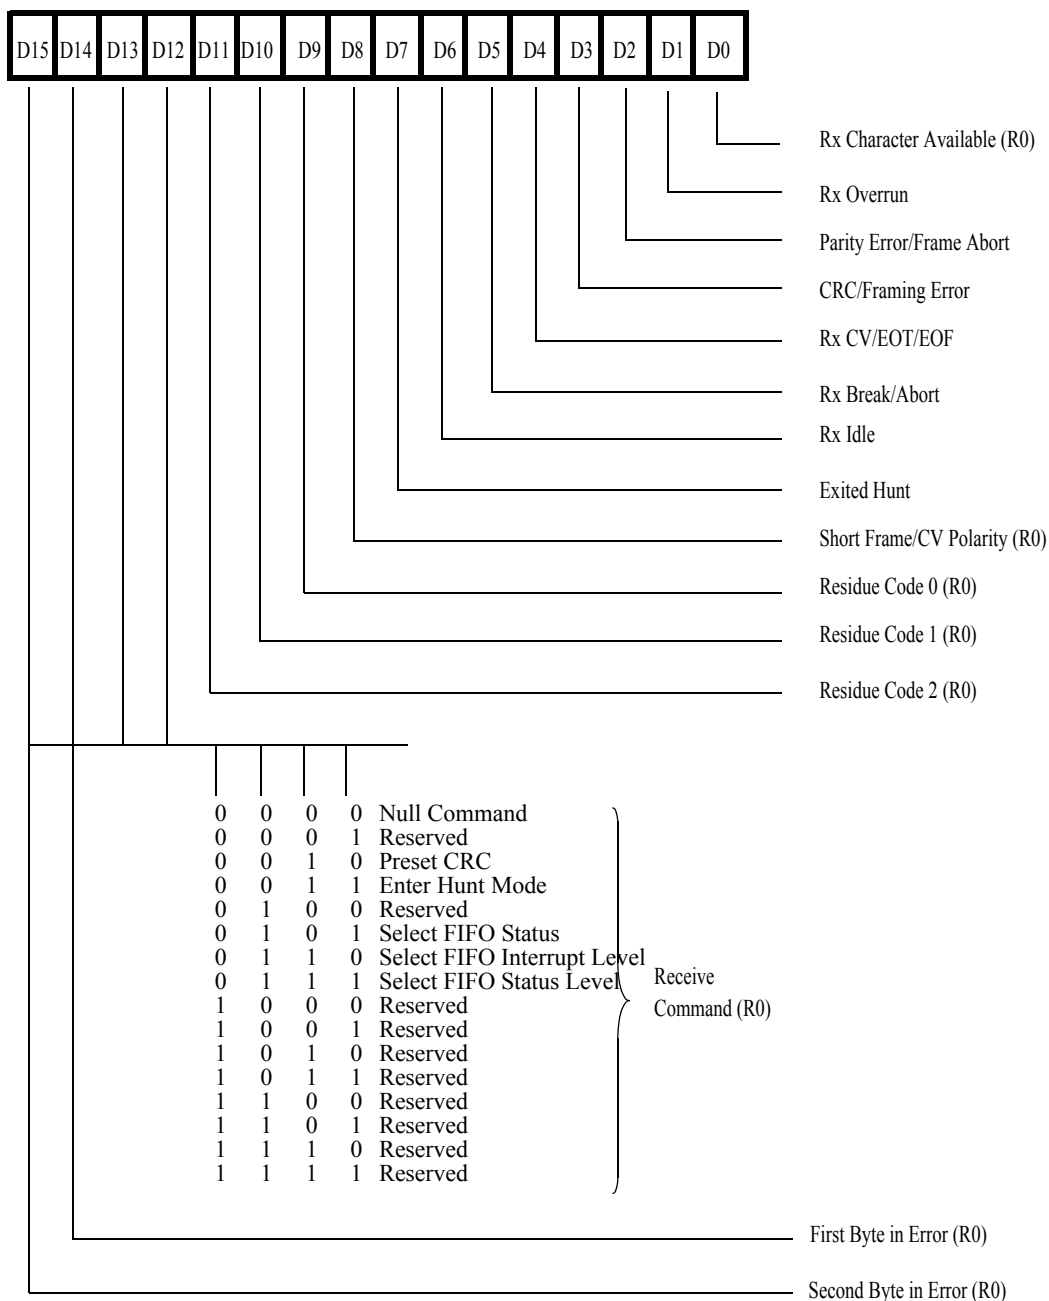 D15 D14 D13 D12 D11 D10 D9 D8 D7 D6 D5 D4 D3 D2 D1 D0
Rx Character Available (R0)
Rx Overrun
Parity Error/Frame Abort
CRC/Framing Error
Rx CV/EOT/EOF
Rx Break/Abort
Rx Idle
Exited Hunt
Short Frame/CV Polarity (R0)
Residue Code 0 (R0)
Residue Code 1 (R0)
Residue Code 2 (R0)
0 0 0 0 Null Command
0 0 0 1 Reserved
0 0 1 0 Preset CRC
0 0 1 1 Enter Hunt Mode
0 1 0 0 Reserved
0 1 0 1 Select FIFO Status
0 1 1 0 Select FIFO Interrupt Level
0 1 1 1 Select FIFO Status Level
1 0 0 0 Reserved
1 0 0 1 Reserved
1 0 1 0 Reserved
1 0 1 1 Reserved
1 1 0 0 Reserved
1 1 0 1 Reserved
1 1 1 0 Reserved
1 1 1 1 Reserved
Receive
Command (R0)
First Byte in Error (R0)
Second Byte in Error (R0)